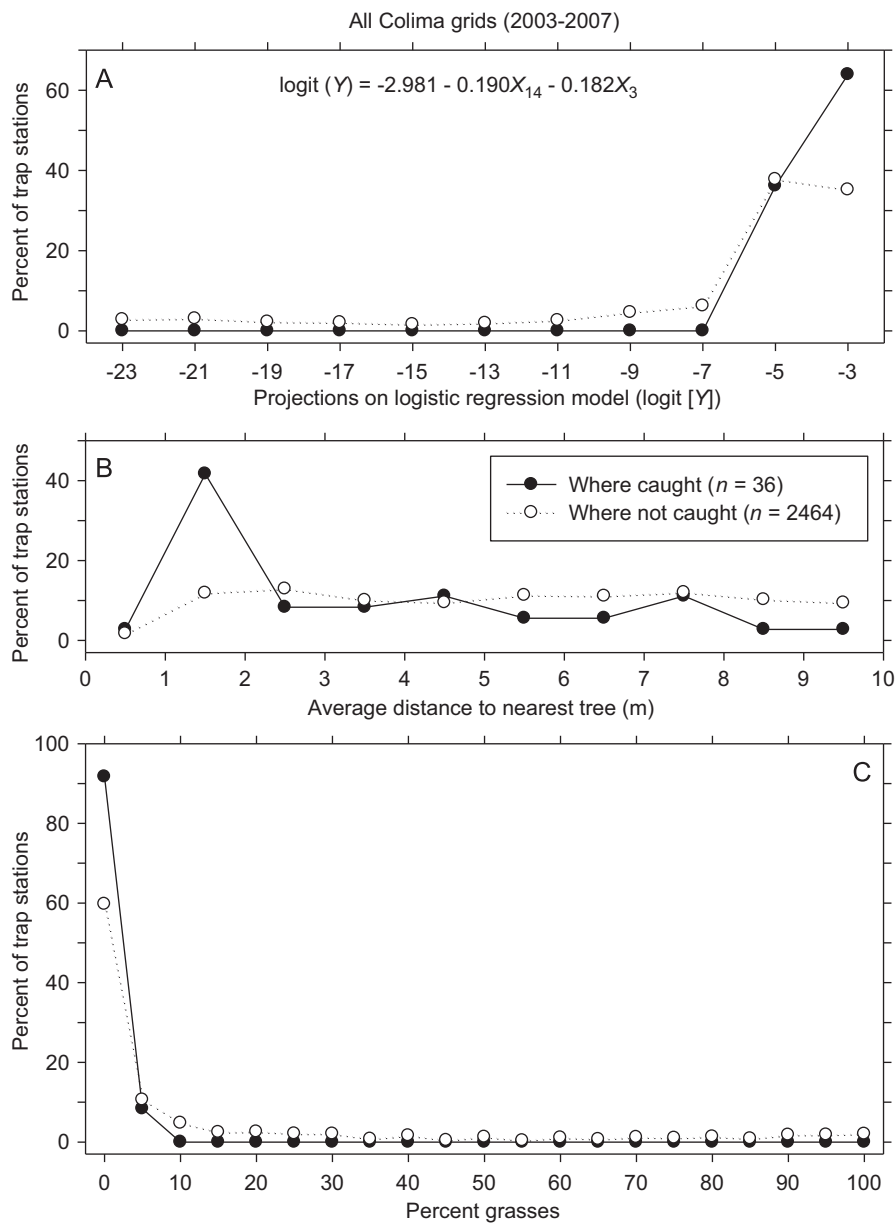 All Colima grids (2003-2007)
A
logit (Y) = -2.981 - 0.190X14 - 0.182X3
Percent of trap stations
60
40
20
0
-23 -21 -19 -17 -15 -13 -11 -9 -7 -5 -3
Projections on logistic regression model (logit [Y])
B
Where caught (n = 36)
Where not caught (n = 2464)
Percent of trap stations
40
20
0
0 1 2 3 4 5 6 7 8 9 10
Average distance to nearest tree (m)
C
Percent of trap stations
100
80
60
40
20
0
0 10 20 30 40 50 60 70 80 90 100
Percent grasses